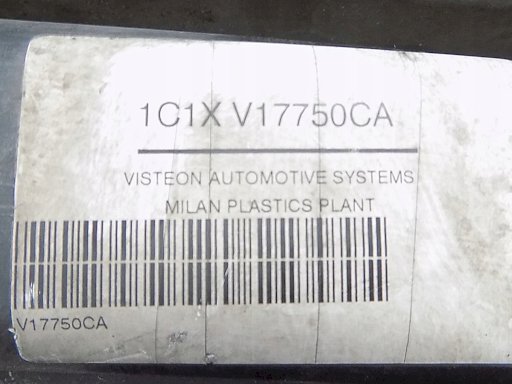 1C1X V17750CA
VISTEON AUTOMOTIVE SYSTEMS
MILAN PLASTICS PLANT
V17750CA